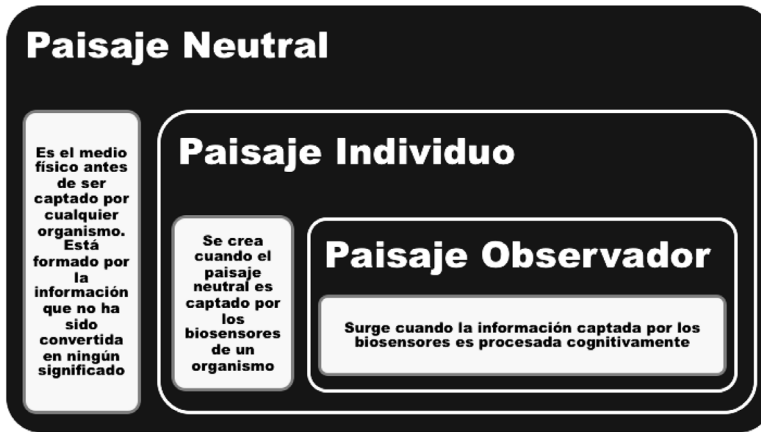 Paisaje Neutral
Es el medio
físico antes
de ser
captado por
cualquier
organismo.
Está
formado por
la
información
que no ha
sido
convertida
en ningún
significado
Paisaje Individuo
Se crea
cuando el
paisaje
neutral es
captado por
los
biosensores
de un
organismo
Paisaje Observador
Surge cuando la información captada por los
biosensores es procesada cognitivamente